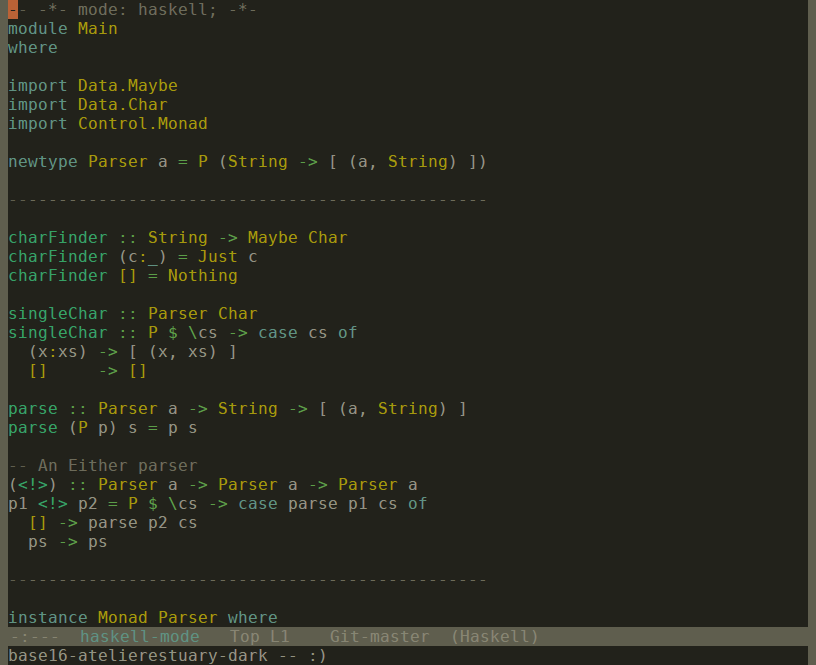 -- -*- mode: haskell; -*-
module Main
where

import Data.Maybe
import Data.Char
import Control.Monad

newtype Parser a = P (String -> [ (a, String) ])

------------------------------------------------

charFinder :: String -> Maybe Char
charFinder (c:_) = Just c
charFinder [] = Nothing

singleChar :: Parser Char
singleChar :: P $ \cs -> case cs of
  (x:xs) -> [ (x, xs) ]
  []     -> []

parse :: Parser a -> String -> [ (a, String) ]
parse (P p) s = p s

-- An Either parser
(<!>) :: Parser a -> Parser a -> Parser a
p1 <!> p2 = P $ \cs -> case parse p1 cs of
  [] -> parse p2 cs
  ps -> ps

------------------------------------------------

instance Monad Parser where
-:---  haskell-mode   Top L1    Git-master  (Haskell)
base16-atelierestuary-dark -- :)